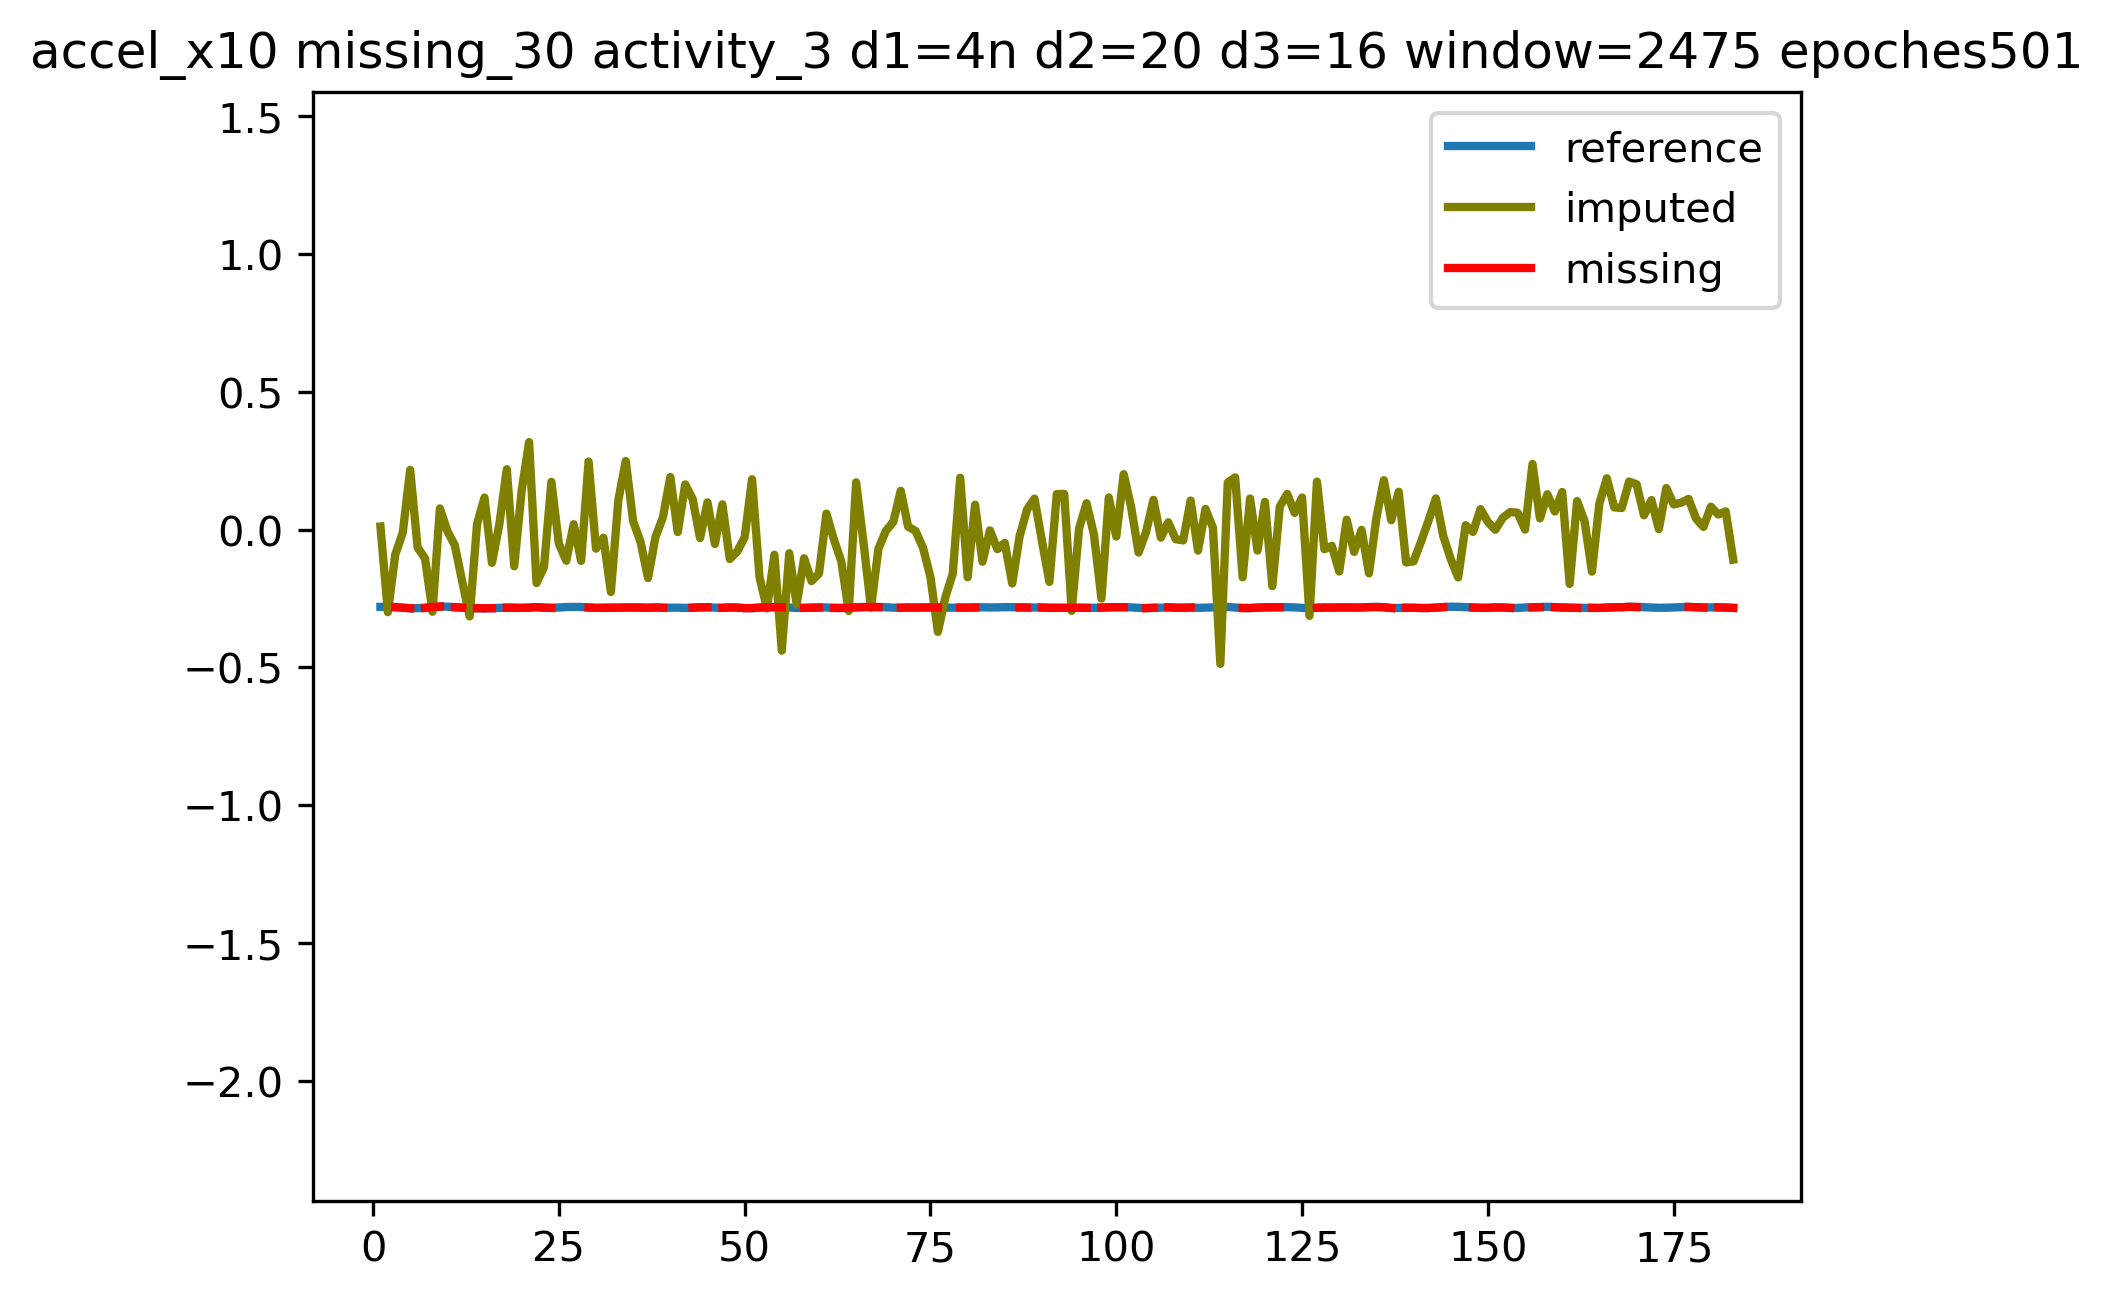 accel_x10 missing_30 activity_3 d1=4n d2=20 d3=16 window=2475 epoches501
reference
imputed
missing
1.5
1.0
0.5
0.0
−0.5
−1.0
−1.5
−2.0
0 25 50 75 100 125 150 175